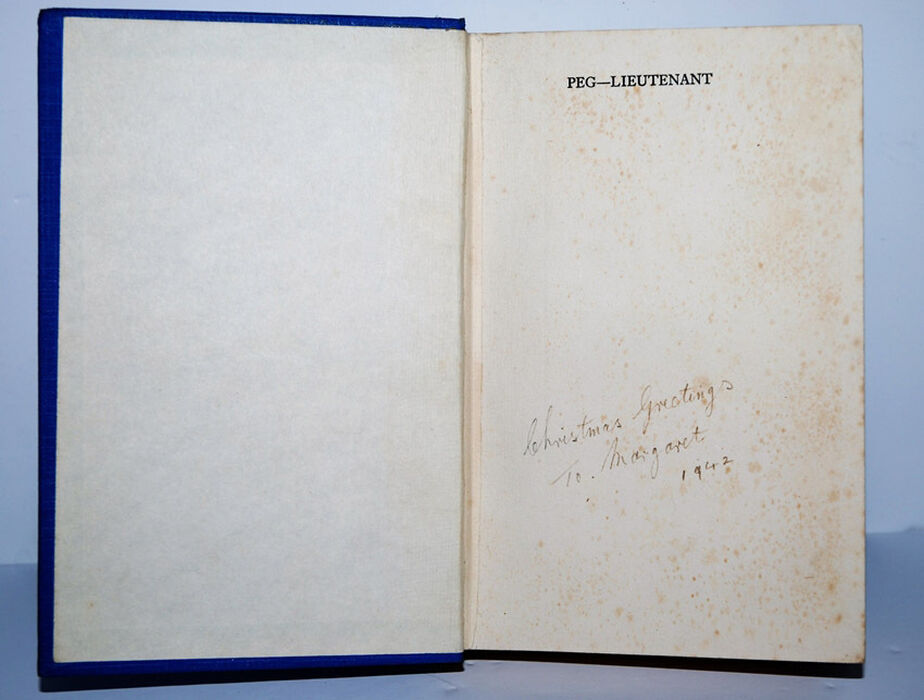 PEG—LIEUTENANT
Christmas Greetings
To. Margaret
1942